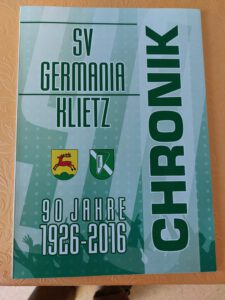 SV
GERMANIA
KLIETZ
90 JAHRE
1926-2016
CHRONIK